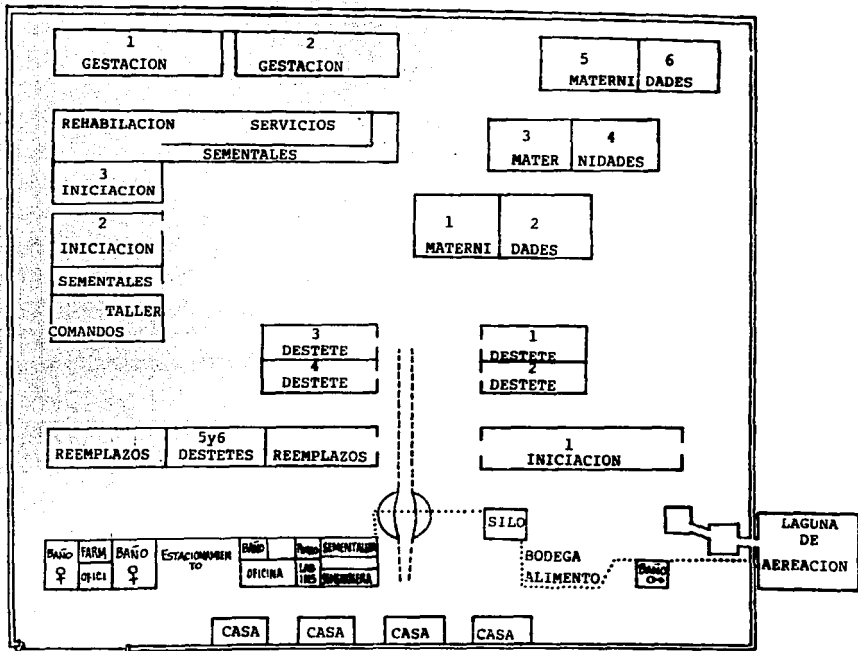 1
GESTACION
2
GESTACION
5 6
MATERNI DADES
REHABILACION SERVICIOS
SEMENTALES
3 4
MATER NIDADES
3
INICIACION
1 2
MATERNI DADES
2
INICIACION
SEMENTALES
TALLER
COMANDOS
3
DESTETE
4
DESTETE
1
DESTETE
2
DESTETE
REEMPLAZOS
5y6
DESTETES
REEMPLAZOS
1
INICIACION
SILO
LAGUNA
DE
AEREACION
BODEGA
ALIMENTO
BAÑO
♀
FARM
OFICI
BAÑO
♀
ESTACIONAMIEN
TO
BAÑO
OFICINA
LAB
SEMENTALES
BAÑO
CASA CASA CASA CASA